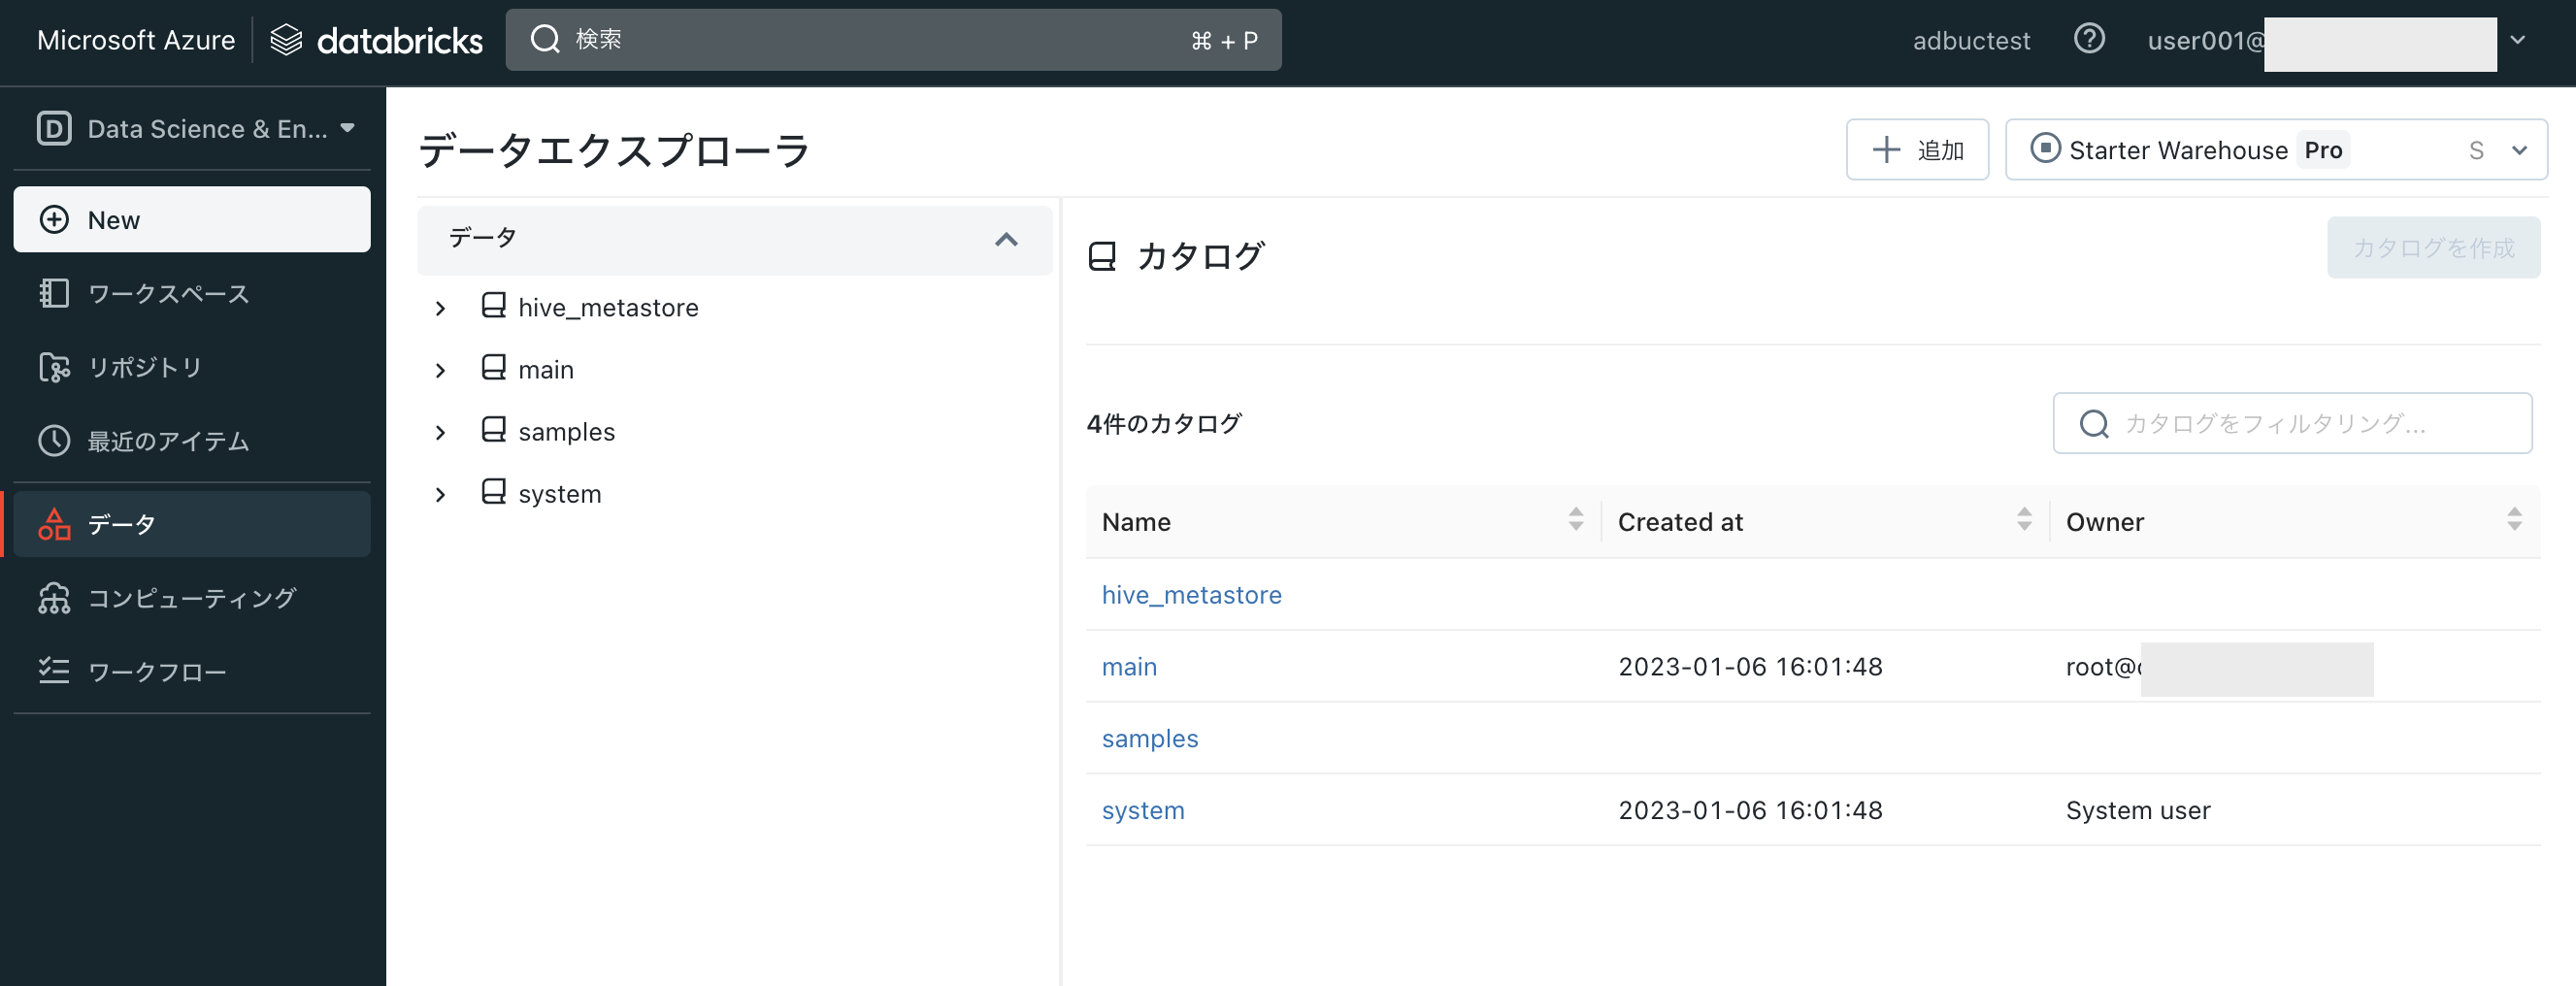 Microsoft Azure databricks 検索 ⌘ + P adbuctest user001@
Data Science & En...
New
ワークスペース
リポジトリ
最近のアイテム
データ
コンピューティング
ワークフロー
データエクスプローラ
追加
Starter Warehouse Pro S
データ
hive_metastore
main
samples
system
カタログ
カタログを作成
4件のカタログ
カタログをフィルタリング...
Name Created at Owner
hive_metastore
main 2023-01-06 16:01:48 root@
samples
system 2023-01-06 16:01:48 System user